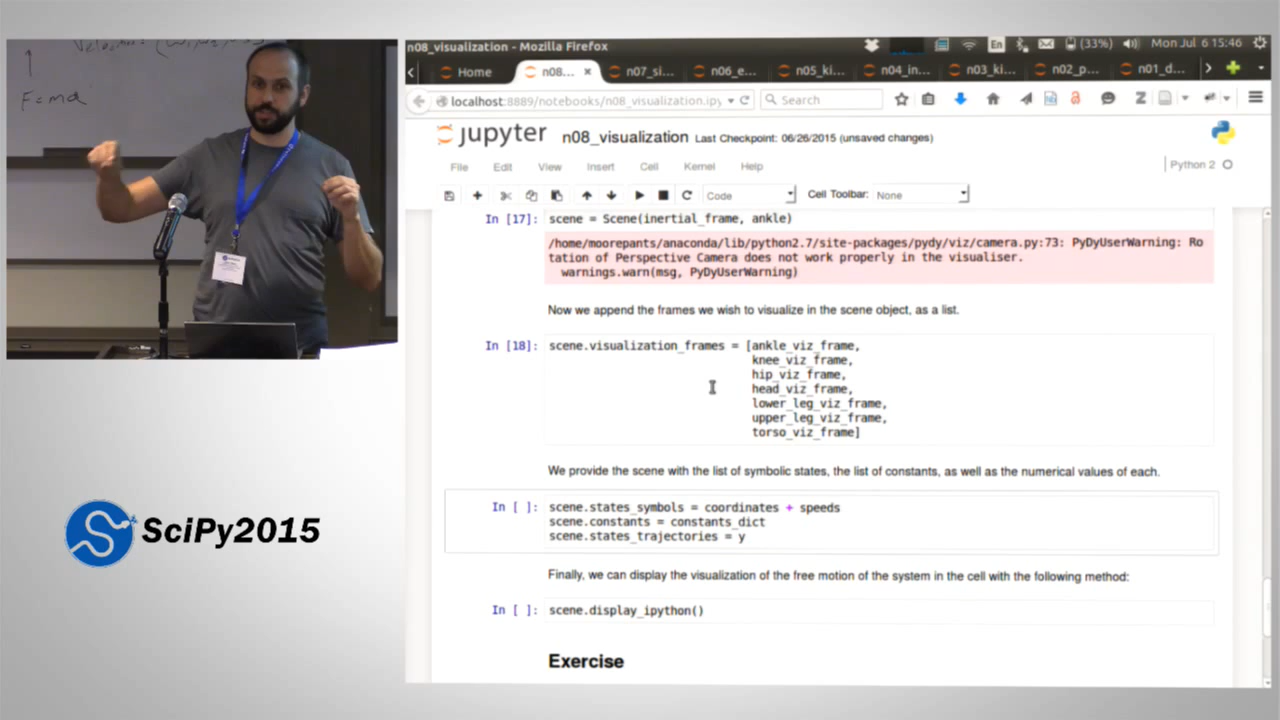 F=ma
SciPy2015
n08_visualization - Mozilla Firefox
En
(33%)
Mon Jul 6 15:46
Home
n08...
n07_si...
n06_e...
n05_ki...
n04_in...
n03_ki...
n02_p...
n01_d...
localhost:8889/notebooks/n08_visualization.ipy
Search
jupyter n08_visualization Last Checkpoint: 06/26/2015 (unsaved changes)
File Edit View Insert Cell Kernel Help
Python 2
Code Cell Toolbar: None
In [17]: scene = Scene(inertial_frame, ankle)
/home/moorepants/anaconda/lib/python2.7/site-packages/pydy/viz/camera.py:73: PyDyUserWarning: Ro
tation of Perspective Camera does not work properly in the visualiser.
warnings.warn(msg, PyDyUserWarning)
Now we append the frames we wish to visualize in the scene object, as a list.
In [18]: scene.visualization_frames = [ankle_viz_frame,
knee_viz_frame,
hip_viz_frame,
head_viz_frame,
lower_leg_viz_frame,
upper_leg_viz_frame,
torso_viz_frame]
We provide the scene with the list of symbolic states, the list of constants, as well as the numerical values of each.
In [ ]: scene.states_symbols = coordinates + speeds
scene.constants = constants_dict
scene.states_trajectories = y
Finally, we can display the visualization of the free motion of the system in the cell with the following method:
In [ ]: scene.display_ipython()
Exercise